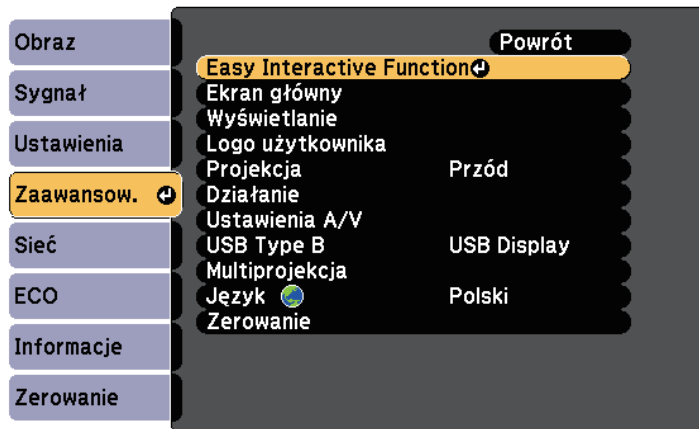 Obraz
Sygnał
Ustawienia
Zaawansow.
Sieć
ECO
Informacje
Zerowanie
Powrót
Easy Interactive Function
Ekran główny
Wyświetlanie
Logo użytkownika
Projekcja Przód
Działanie
Ustawienia A/V
USB Type B USB Display
Multiprojekcja
Język Polski
Zerowanie